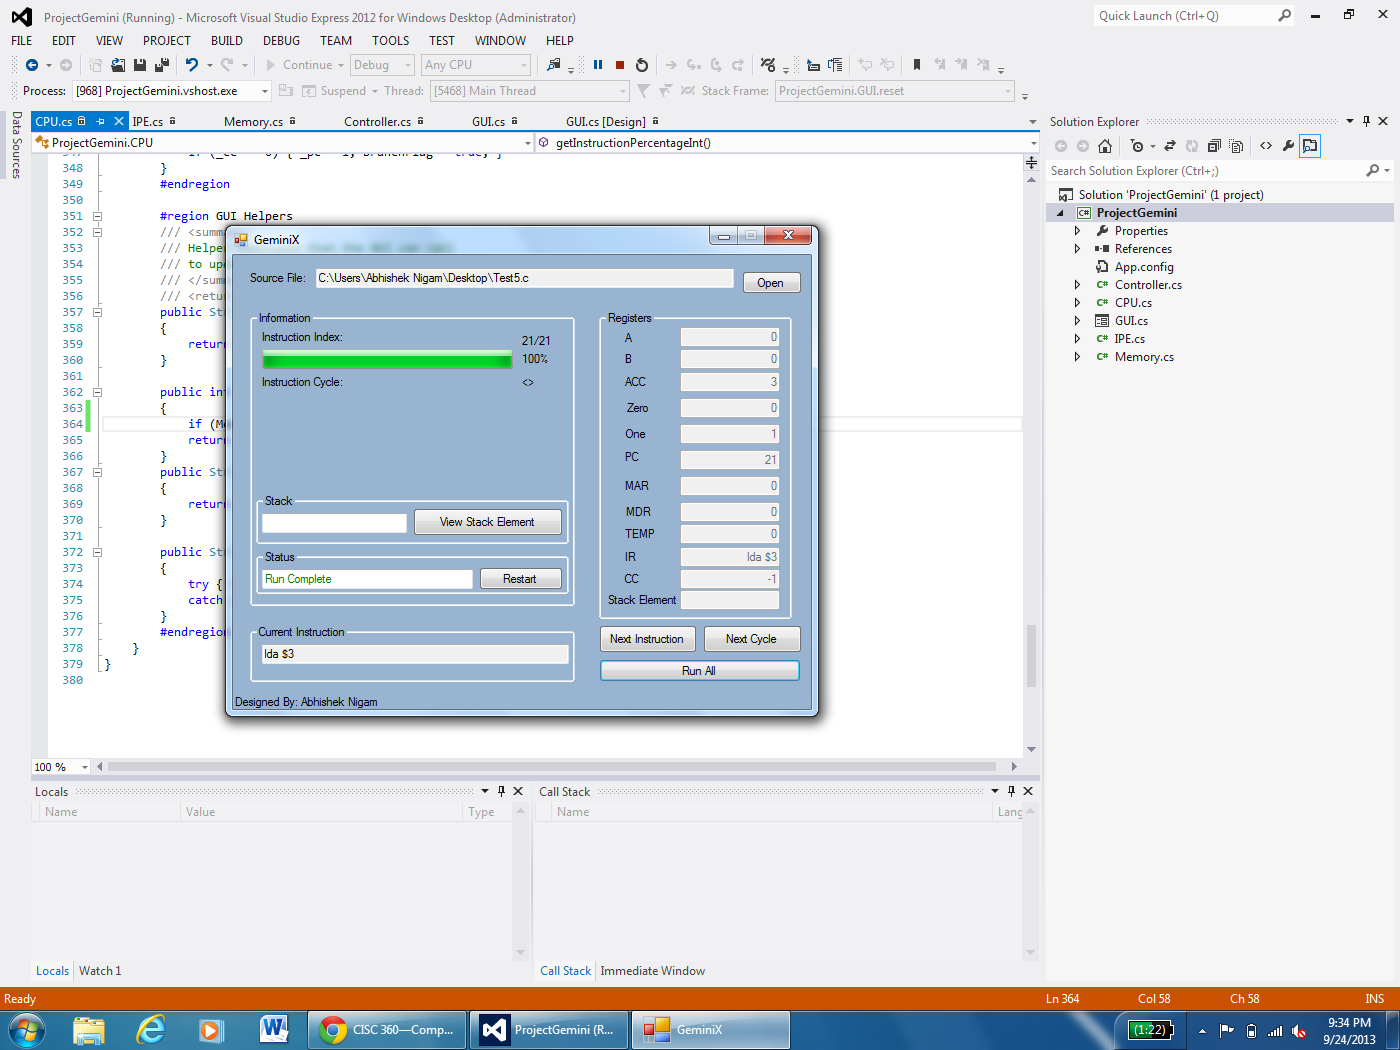 ProjectGemini (Running) - Microsoft Visual Studio Express 2012 for Windows Desktop (Administrator)
Quick Launch (Ctrl+Q)
FILE EDIT VIEW PROJECT BUILD DEBUG TEAM TOOLS TEST WINDOW HELP
Continue Debug Any CPU
Process: [968] ProjectGemini.vshost.exe Suspend Thread: [5468] Main Thread Stack Frame: ProjectGemini.GUI.reset
Data Sources
CPU.cs IPE.cs Memory.cs Controller.cs GUI.cs GUI.cs [Design]
ProjectGemini.CPU getInstructionPercentageInt()
348 }
349 #endregion
350
351 #region GUI Helpers
352 /// <summ
353 /// Helper
354 /// to upd
355 /// </summ
356 /// <retur
357 public St
358 {
359 return
360 }
361
362 public int
363 {
364 if (Me
365 return
366 }
367 public St
368 {
369 return
370 }
371
372 public St
373 {
374 try {
375 catch
376 }
377 #endregion
378 }
379 }
380
100 %
GeminiX
Source File: C:\Users\Abhishek Nigam\Desktop\Test5.c Open
Information
Instruction Index: 21/21
100%
Instruction Cycle: <>
Stack
View Stack Element
Status
Run Complete Restart
Current Instruction
lda $3
Designed By: Abhishek Nigam
Registers
A 0
B 0
ACC 3
Zero 0
One 1
PC 21
MAR 0
MDR 0
TEMP 0
IR lda $3
CC -1
Stack Element
Next Instruction Next Cycle
Run All
Solution Explorer
Search Solution Explorer (Ctrl+;)
Solution 'ProjectGemini' (1 project)
ProjectGemini
Properties
References
App.config
Controller.cs
CPU.cs
GUI.cs
IPE.cs
Memory.cs
Locals
Name Value Type
Locals Watch 1
Call Stack
Name Lang
Call Stack Immediate Window
Ready Ln 364 Col 58 Ch 58 INS
CISC 360—Comp... ProjectGemini (R... GeminiX
(1:22)
9:34 PM
9/24/2013